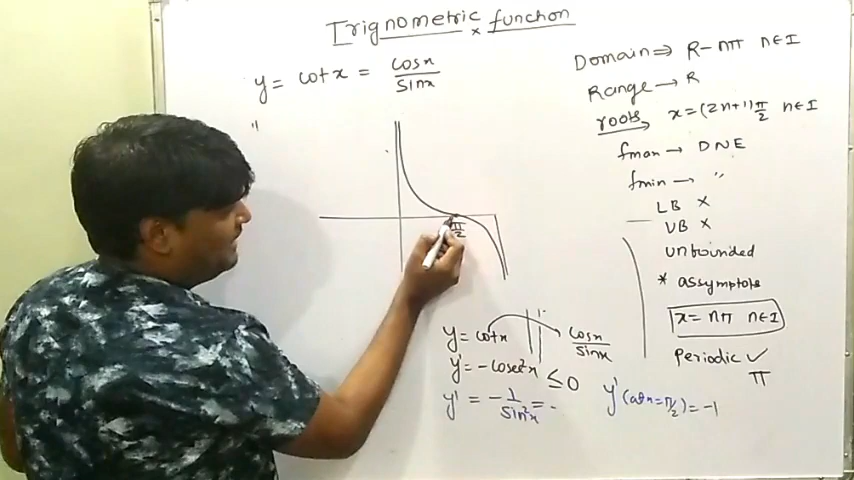 Trignometric function
y = cotx = cosx/sinx
"
π/2
y = cotx cosx/sinx
y' = -cosec²x ≤ 0
y' = -1/sin²x = - y'(at x = π/2) = -1
Domain ⇒ R - nπ n∈I
Range → R
roots, x = (2n+1)π/2 n∈I
fmax → DNE
fmin → "
LB ×
UB ×
unbounded
* assymptots
x = nπ n∈I
Periodic ✓
π